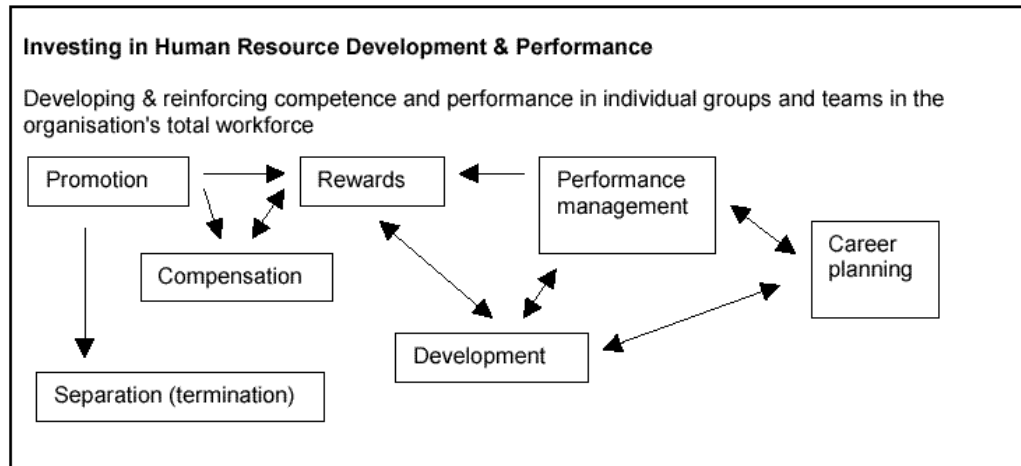 Investing in Human Resource Development & Performance
Developing & reinforcing competence and performance in individual groups and teams in the
organisation's total workforce
Promotion
Rewards
Performance
management
Career
planning
Compensation
Development
Separation (termination)